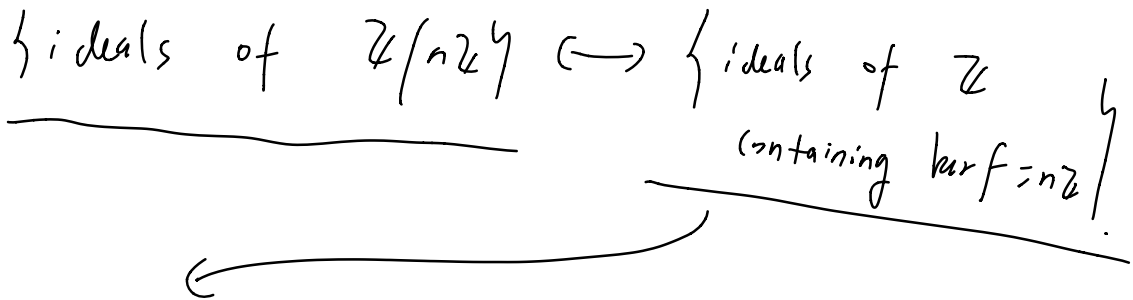 {ideals of ℤ/nℤ} ↔ {ideals of ℤ
containing ker f = nℤ}.